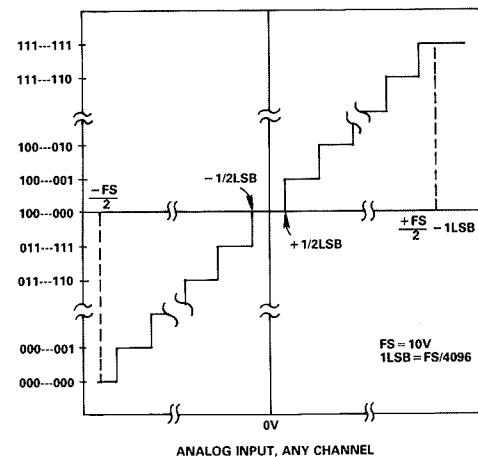 111---111
111---110
100---010
100---001
100---000
011---111
011---110
000---001
000---000
-FS
2
-1/2LSB
+1/2LSB
+FS
2
-1LSB
FS=10V
1LSB=FS/4096
0V
ANALOG INPUT, ANY CHANNEL